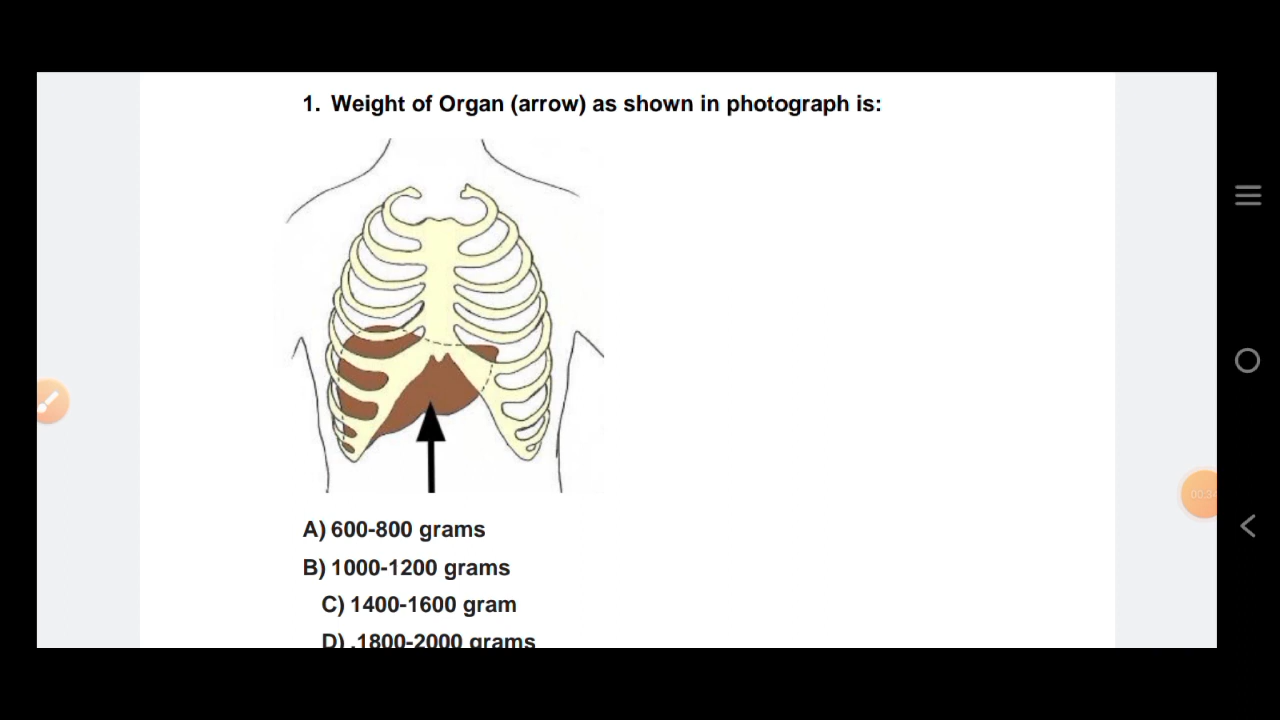 1. Weight of Organ (arrow) as shown in photograph is:
A) 600-800 grams
B) 1000-1200 grams
C) 1400-1600 gram
D) .1800-2000 grams